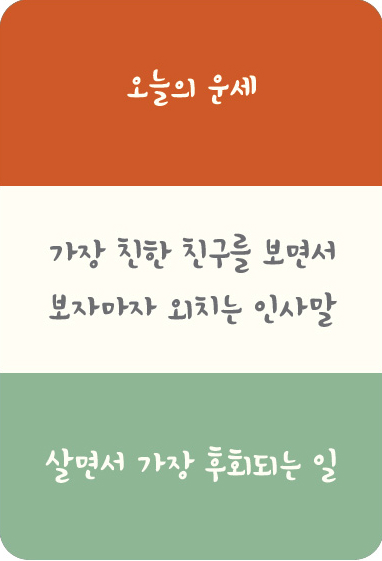 오늘의 운세
가장 친한 친구를 보면서
보자마자 외치는 인사말
살면서 가장 후회되는 일